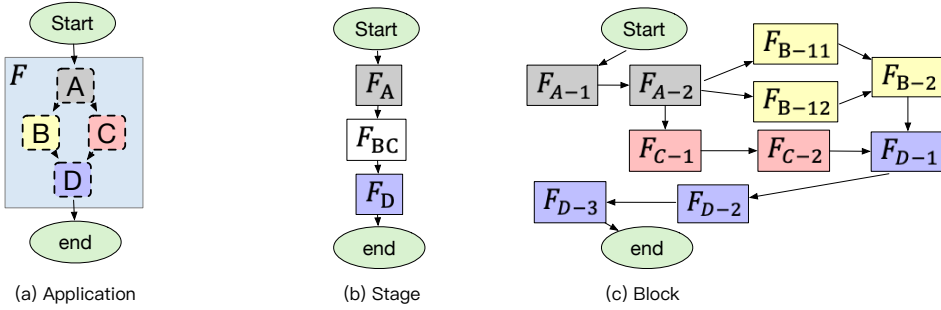 Start
F
A
B
C
D
end
(a) Application
Start
F_A
F_BC
F_D
end
(b) Stage
Start
F_A−1
F_A−2
F_B−11
F_B−12
F_B−2
F_C−1
F_C−2
F_D−1
F_D−3
F_D−2
end
(c) Block